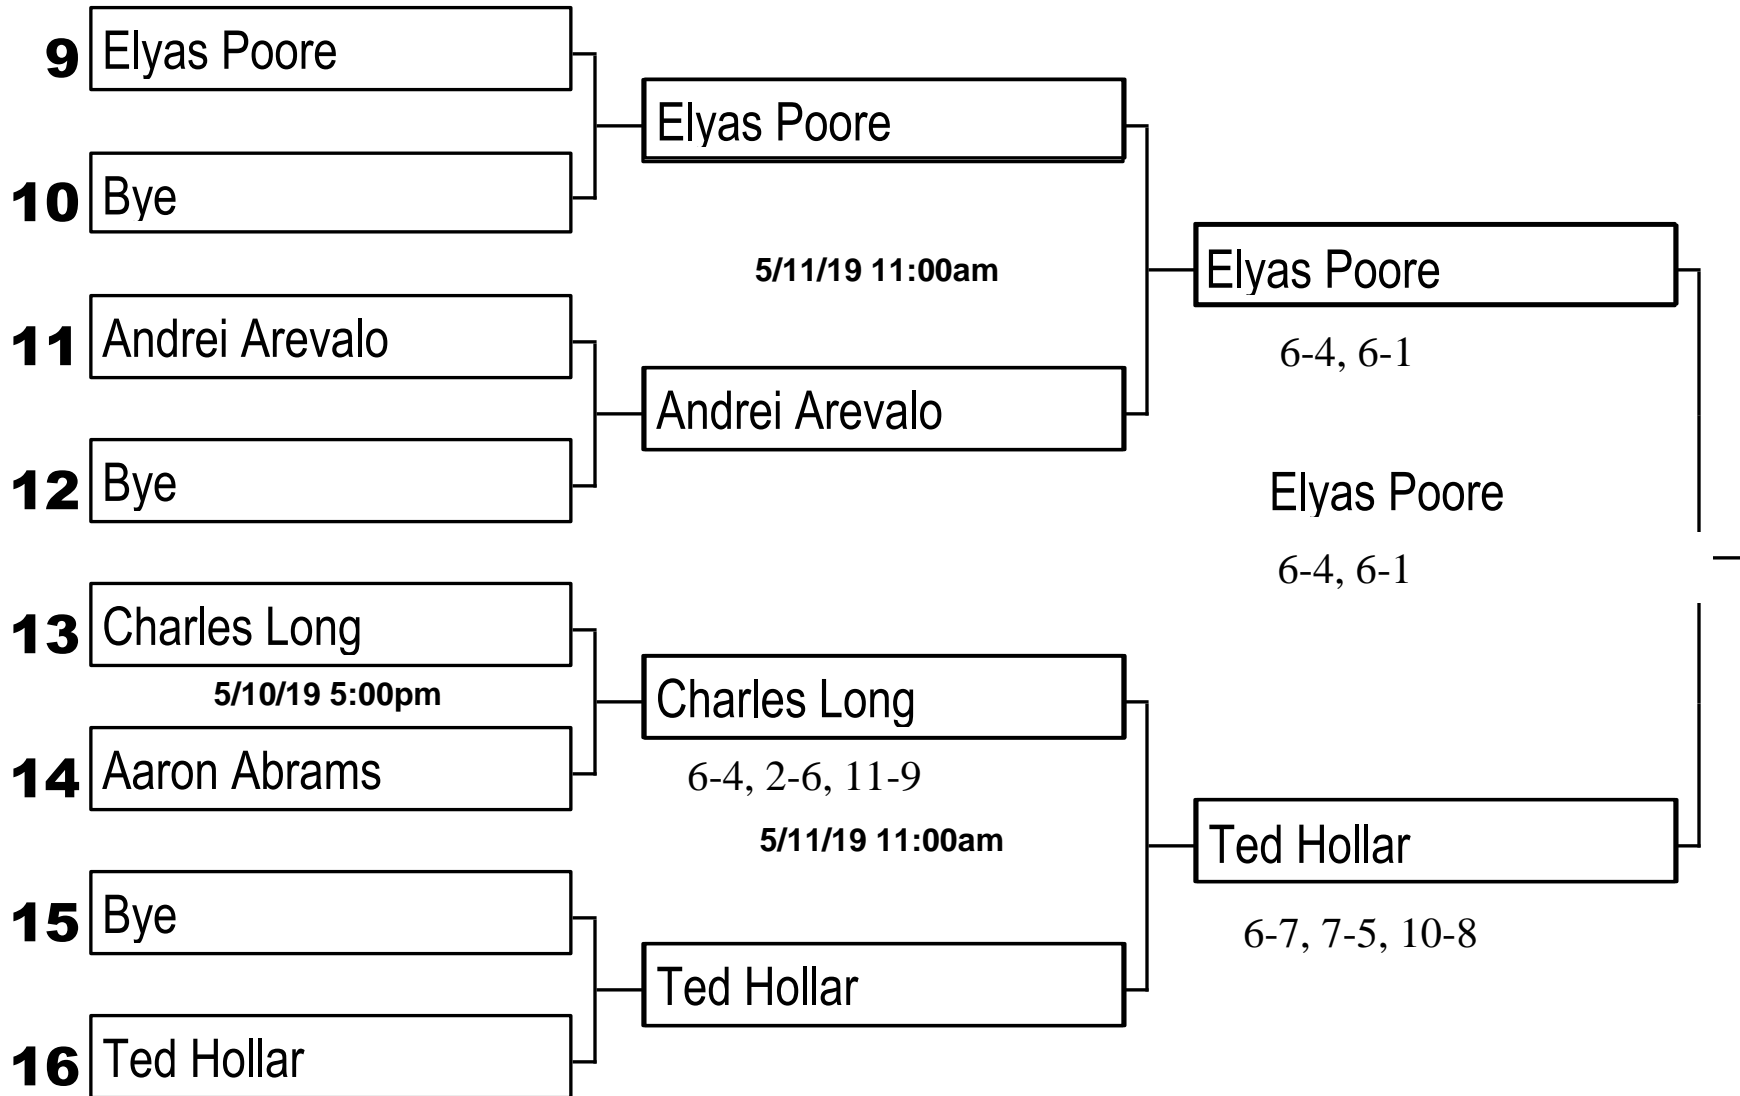 9 Elyas Poore
10 Bye
11 Andrei Arevalo
12 Bye
13 Charles Long
5/10/19 5:00pm
14 Aaron Abrams
15 Bye
16 Ted Hollar
Elyas Poore
5/11/19 11:00am
Andrei Arevalo
Charles Long
6-4, 2-6, 11-9
5/11/19 11:00am
Ted Hollar
Elyas Poore
6-4, 6-1
Elyas Poore
6-4, 6-1
Ted Hollar
6-7, 7-5, 10-8